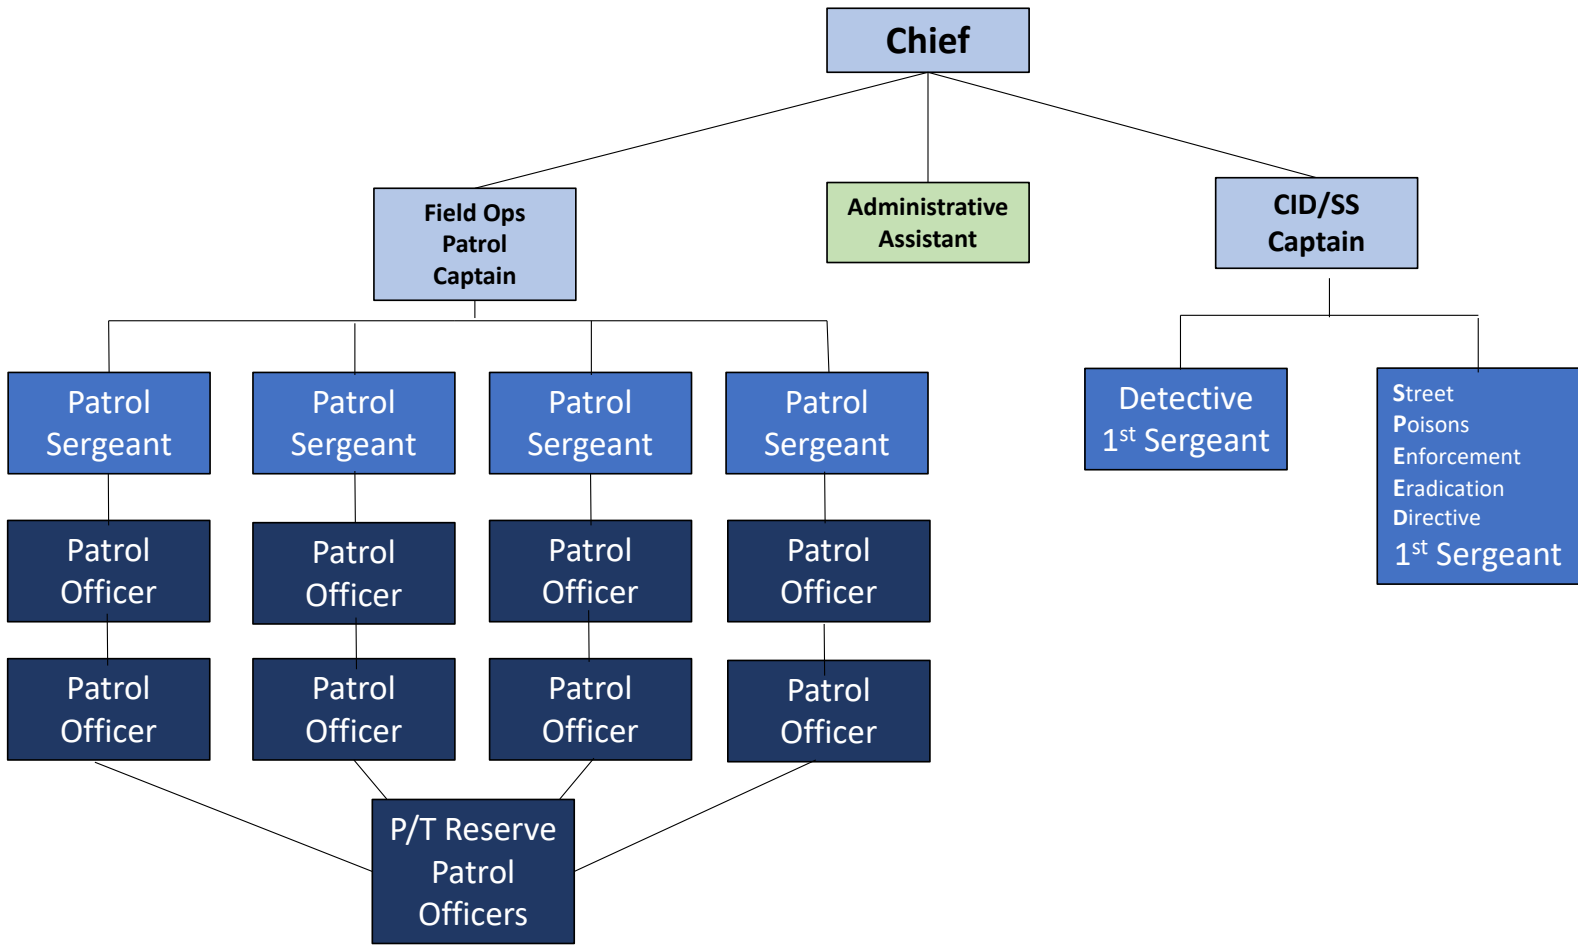 Chief
Field Ops
Patrol
Captain
Administrative
Assistant
CID/SS
Captain
Patrol
Sergeant
Patrol
Sergeant
Patrol
Sergeant
Patrol
Sergeant
Detective
1st Sergeant
Street
Poisons
Enforcement
Eradication
Directive
1st Sergeant
Patrol
Officer
Patrol
Officer
Patrol
Officer
Patrol
Officer
Patrol
Officer
Patrol
Officer
Patrol
Officer
Patrol
Officer
P/T Reserve
Patrol
Officers